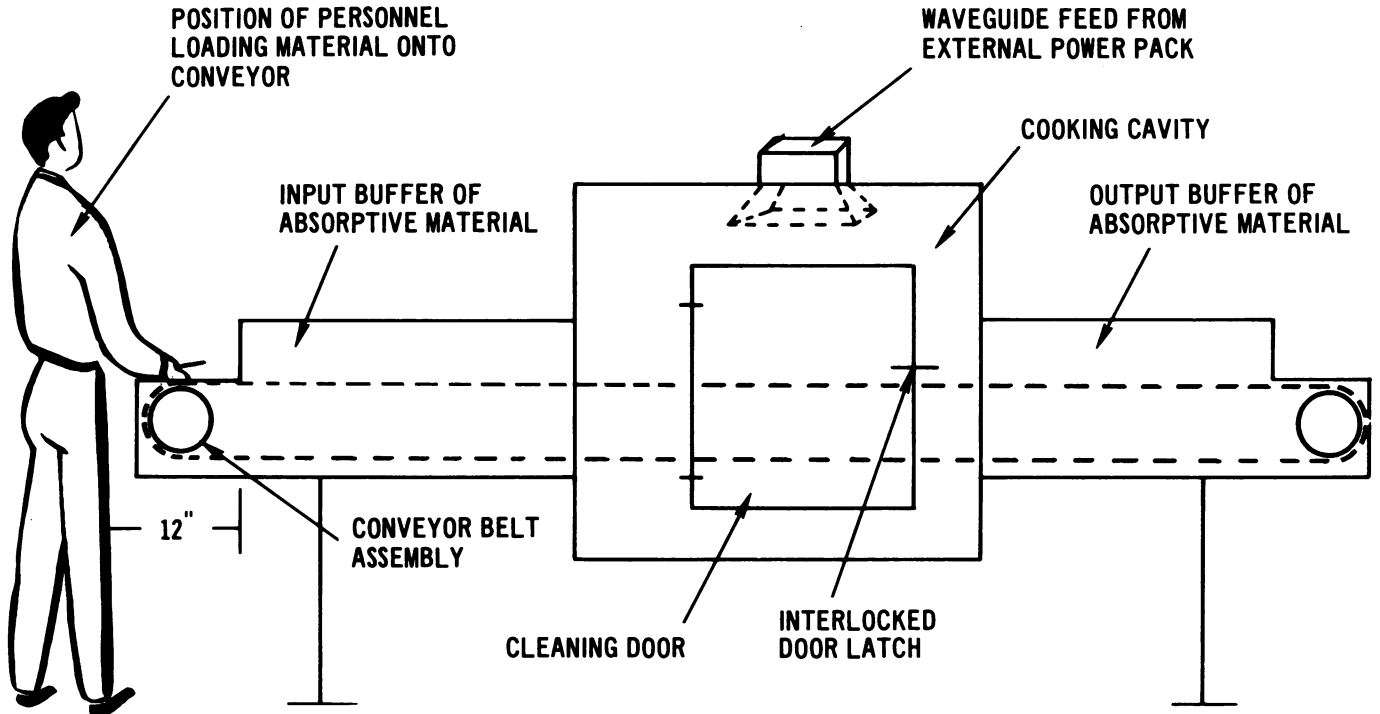 POSITION OF PERSONNEL
LOADING MATERIAL ONTO
CONVEYOR
WAVEGUIDE FEED FROM
EXTERNAL POWER PACK
COOKING CAVITY
INPUT BUFFER OF
ABSORPTIVE MATERIAL
OUTPUT BUFFER OF
ABSORPTIVE MATERIAL
12"
CONVEYOR BELT
ASSEMBLY
CLEANING DOOR
INTERLOCKED
DOOR LATCH